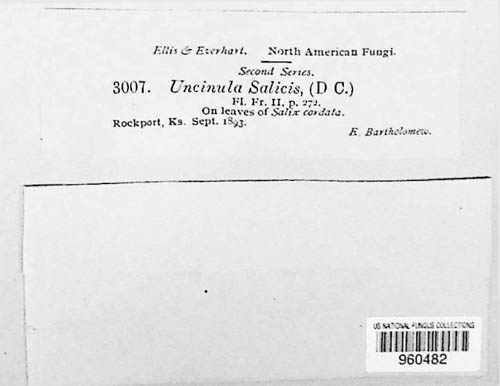 Ellis & Everhart. North American Fungi.
Second Series.
3007. Uncinula Salicis, (D C.)
Fl. Fr. II, p. 272.
On leaves of Salix cordata.
Rockport, Ks. Sept. 1893.
E. Bartholomew.
US NATIONAL FUNGUS COLLECTIONS
960482